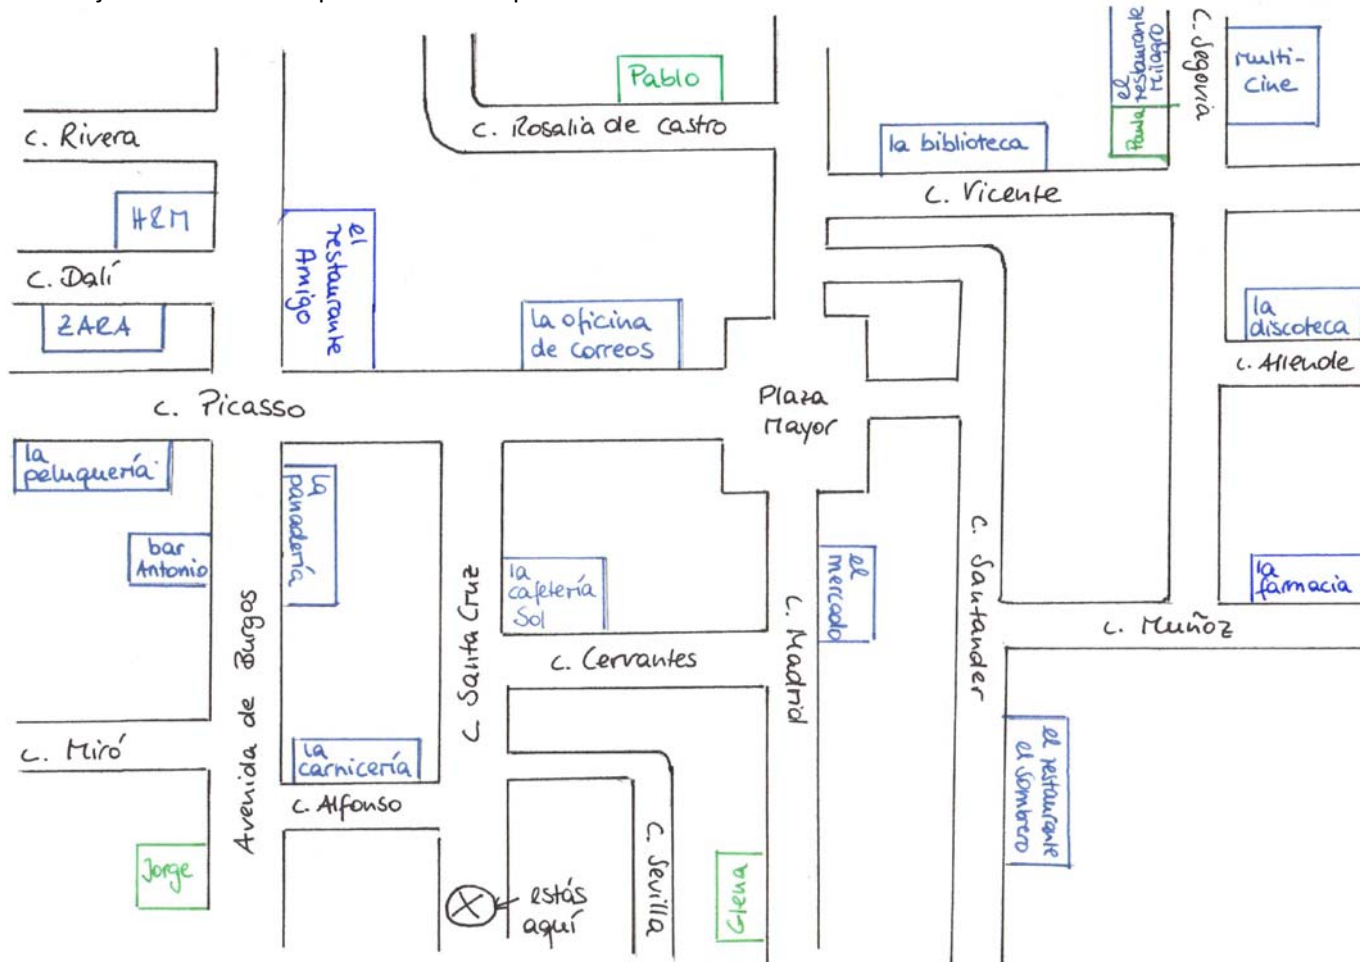 Pablo
C. Segovia
el
restaurante
Milagro
Multi-
Cine
C. Rivera
C. Rosalía de Castro
la biblioteca
Paula
H&M
C. Vicente
el
restaurante
Amigo
C. Dalí
ZARA
la oficina
de correos
la
discoteca
C. Allende
C. Picasso
Plaza
Mayor
la
peluquería
la
panadería
bar
Antonio
la
cafetería
Sol
el
mercado
C. Santander
la
farmacia
Avenida de Burgos
C. Santa Cruz
C. Cervantes
C. Madrid
C. Muñoz
C. Miró
la
carnicería
C. Alfonso
el restaurante
el sombrero
Jorge
C. Sevilla
Elena
estás
aquí